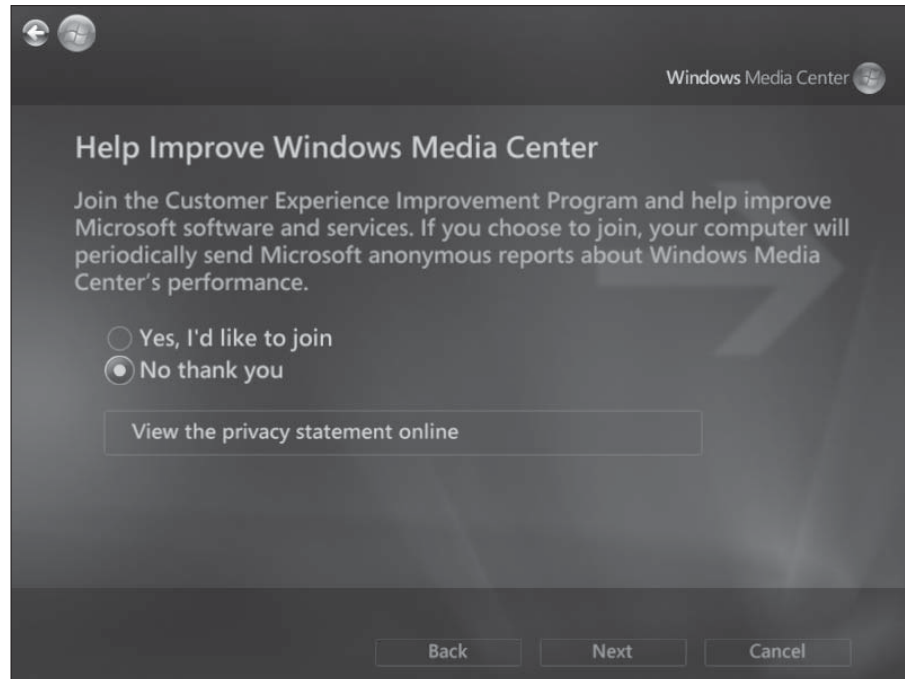 Windows Media Center
Help Improve Windows Media Center
Join the Customer Experience Improvement Program and help improve
Microsoft software and services. If you choose to join, your computer will
periodically send Microsoft anonymous reports about Windows Media
Center's performance.
Yes, I'd like to join
No thank you
View the privacy statement online
Back Next Cancel